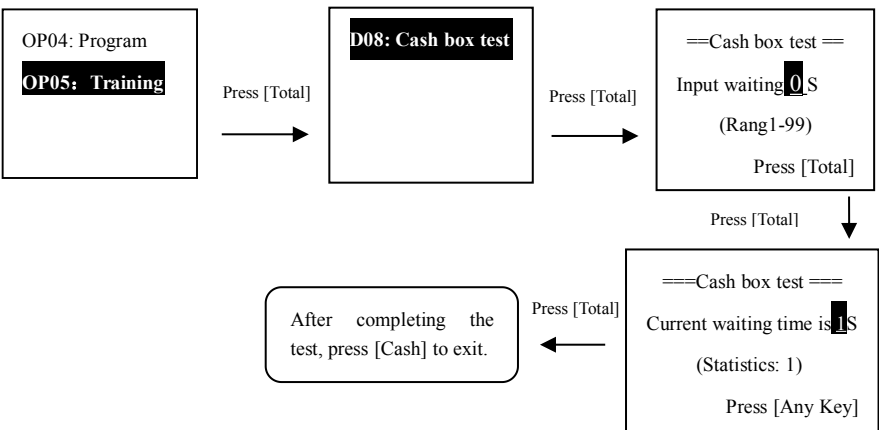 OP04: Program
OP05：Training
Press [Total]
D08: Cash box test
Press [Total]
==Cash box test ==
Input waiting 0 S
(Rang1-99)
Press [Total]
Press [Total]
===Cash box test ===
Current waiting time is 1S
(Statistics: 1)
Press [Any Key]
Press [Total]
After completing the
test, press [Cash] to exit.